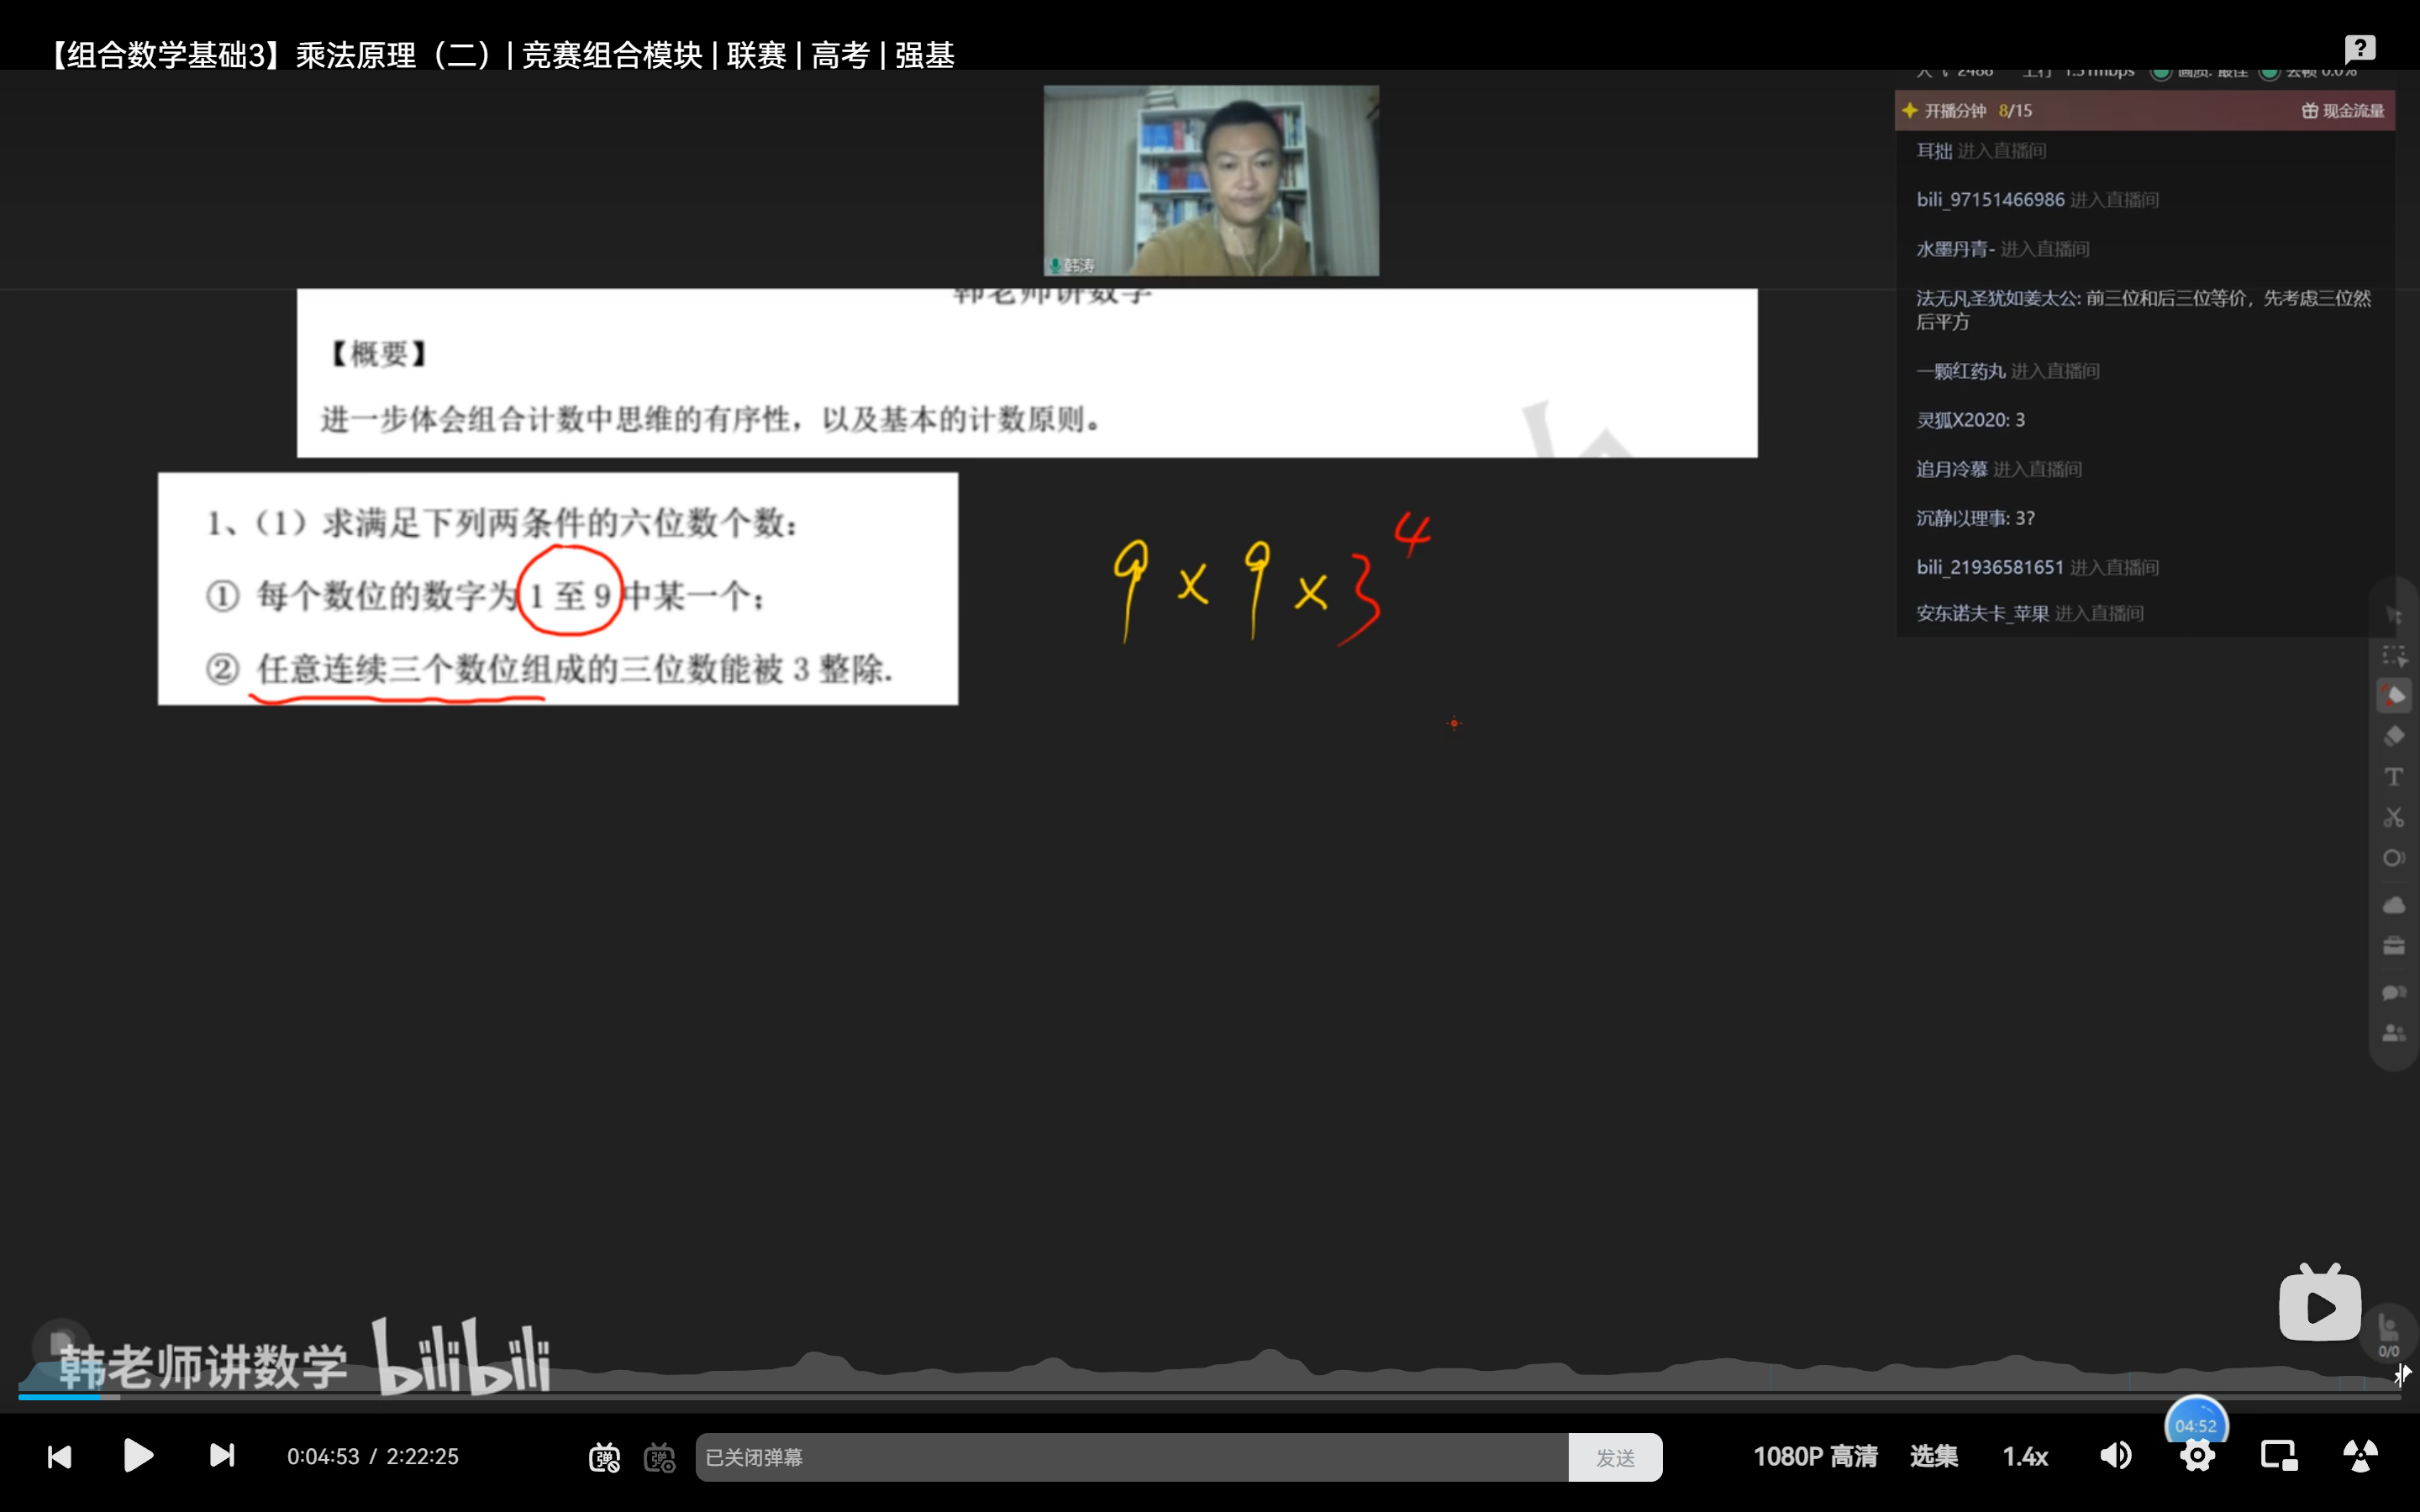 【组合数学基础3】乘法原理（二）| 竞赛组合模块 | 联赛 | 高考 | 强基
开播分钟 8/15
现金流量
耳拙 进入直播间
bili_97151466986 进入直播间
水墨丹青- 进入直播间
法无凡圣犹如姜太公: 前三位和后三位等价，先考虑三位然
后平方
一颗红药丸 进入直播间
灵狐X2020: 3
追月冷慕 进入直播间
沉静以理事: 3?
bili_21936581651 进入直播间
安东诺夫卡_苹果 进入直播间
韩涛
韩老师讲数学
【概要】
进一步体会组合计数中思维的有序性，以及基本的计数原则。
1、（1）求满足下列两条件的六位数个数：
① 每个数位的数字为 1 至 9 中某一个；
② 任意连续三个数位组成的三位数能被 3 整除.
9 × 9 × 3⁴
韩老师讲数学 bilibili
0/0
04:52
0:04:53 / 2:22:25
已关闭弹幕
发送
1080P 高清
选集
1.4x